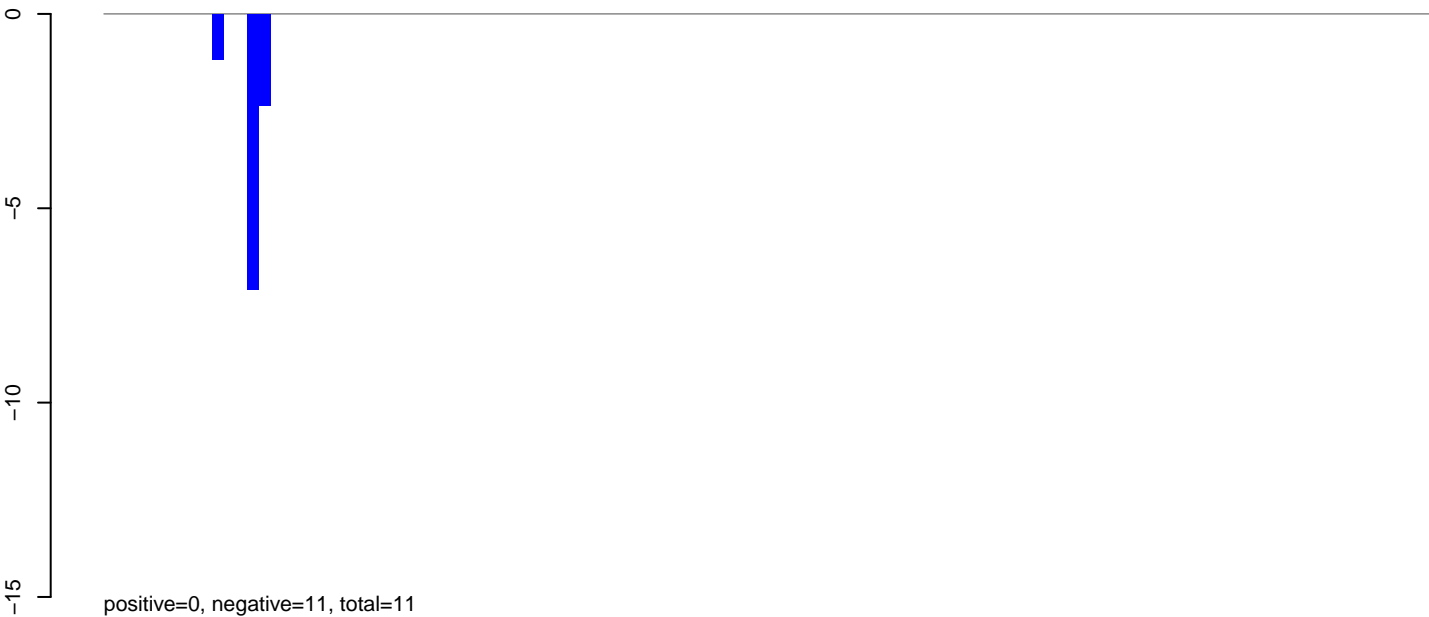 0
−5
−10
−15
positive=0, negative=11, total=11